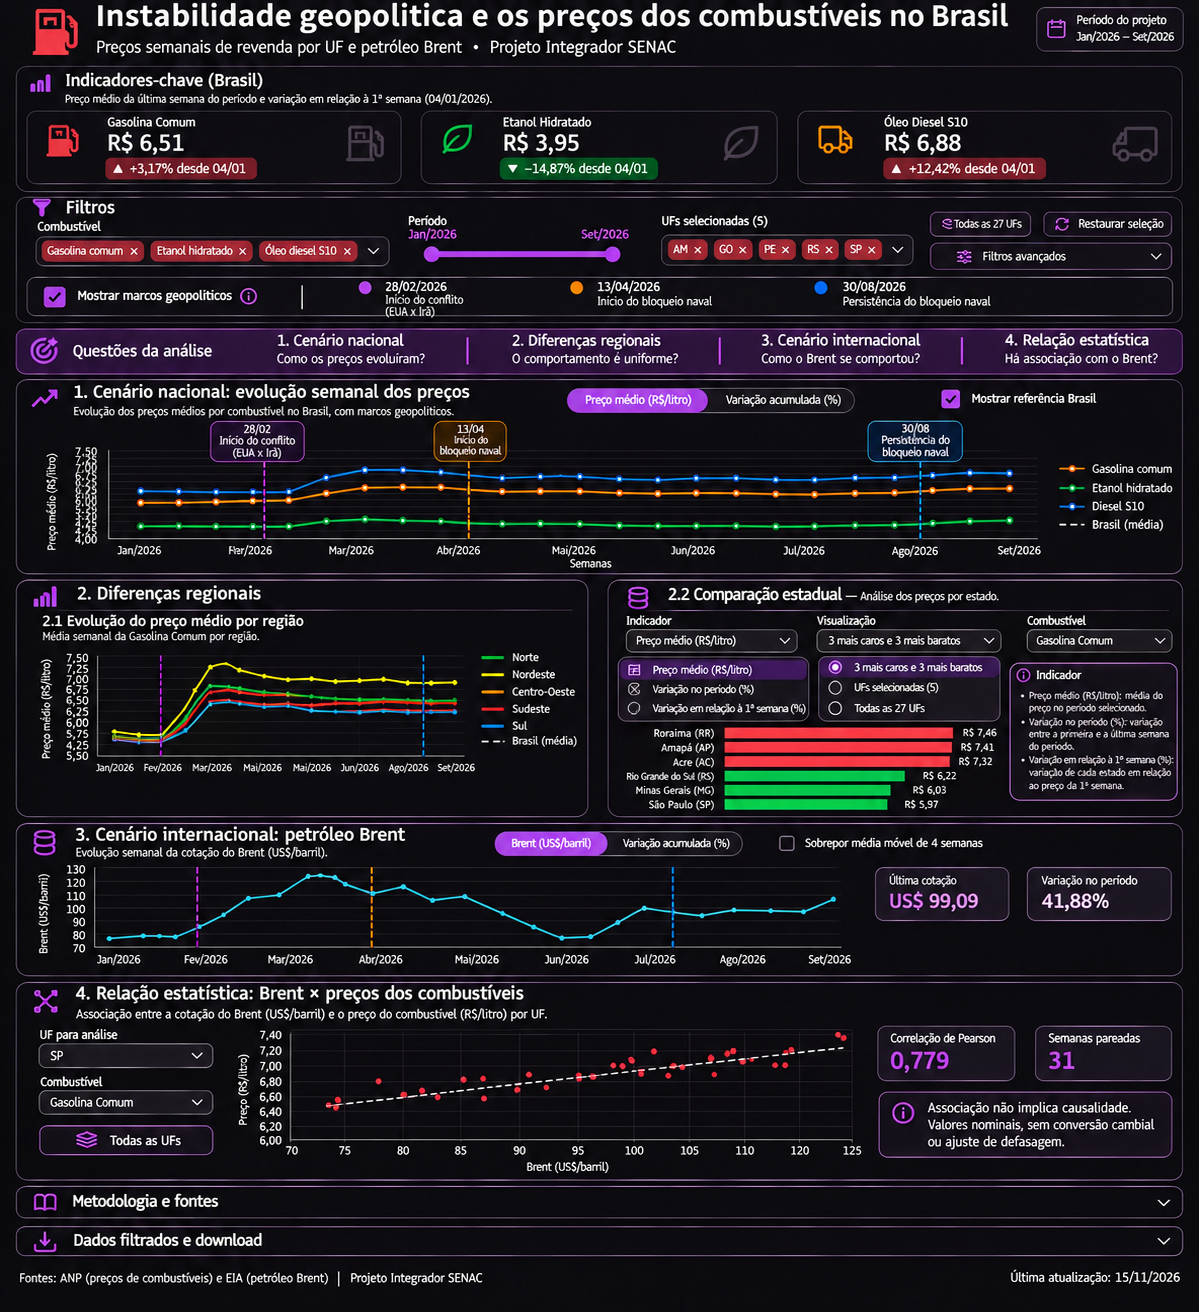 Instabilidade geopolitica e os preços dos combustíveis no Brasil
Preços semanais de revenda por UF e petróleo Brent • Projeto Integrador SENAC
Período do projeto
Jan/2026 – Set/2026
Indicadores-chave (Brasil)
Preço médio da última semana do período e variação em relação à 1ª semana (04/01/2026).
Gasolina Comum
R$ 6,51
▲ +3,17% desde 04/01
Etanol Hidratado
R$ 3,95
▼ −14,87% desde 04/01
Óleo Diesel S10
R$ 6,88
▲ +12,42% desde 04/01
Filtros
Combustível
Gasolina comum ×
Etanol hidratado ×
Óleo diesel S10 ×
Período
Jan/2026
Set/2026
UFs selecionadas (5)
AM ×
GO ×
PE ×
RS ×
SP ×
Todas as 27 UFs
Restaurar seleção
Filtros avançados
Mostrar marcos geopolíticos
28/02/2026
Início do conflito
(EUA x Irã)
13/04/2026
Início do bloqueio naval
30/08/2026
Persistência do bloqueio naval
Questões da análise
1. Cenário nacional
Como os preços evoluíram?
2. Diferenças regionais
O comportamento é uniforme?
3. Cenário internacional
Como o Brent se comportou?
4. Relação estatística
Há associação com o Brent?
1. Cenário nacional: evolução semanal dos preços
Evolução dos preços médios por combustível no Brasil, com marcos geopolíticos.
Preço médio (R$/litro)
Variação acumulada (%)
Mostrar referência Brasil
28/02
Início do conflito
(EUA x Irã)
13/04
Início do
bloqueio naval
30/08
Persistência do
bloqueio naval
Preço médio (R$/litro)
7,50
4,00
Jan/2026
Mar/2026
Abr/2026
Mai/2026
Jun/2026
Jul/2026
Ago/2026
Set/2026
Semanas
Gasolina comum
Etanol hidratado
Diesel S10
Brasil (média)
2. Diferenças regionais
2.1 Evolução do preço médio por região
Média semanal da Gasolina Comum por região.
Preço médio (R$/litro)
7,50
7,25
7,00
6,75
6,50
6,25
6,00
5,75
4,25
5,50
Jan/2026
Fev/2026
Mar/2026
Mai/2026
Mai/2026
Jun/2026
Ago/2026
Set/2026
Norte
Nordeste
Centro-Oeste
Sudeste
Sul
Brasil (média)
2.2 Comparação estadual — Análise dos preços por estado.
Indicador
Preço médio (R$/litro)
Visualização
3 mais caros e 3 mais baratos
Combustível
Gasolina Comum
Preço médio (R$/litro)
Variação no período (%)
Variação em relação à 1ª semana (%)
3 mais caros e 3 mais baratos
UFs selecionadas (5)
Todas as 27 UFs
Roraima (RR)
R$ 7,46
Amapá (AP)
R$ 7,41
Acre (AC)
R$ 7,32
Rio Grande do Sul (RS)
R$ 6,22
Minas Gerais (MG)
R$ 6,03
São Paulo (SP)
R$ 5,97
Indicador
• Preço médio (R$/litro): média do
preço no período selecionado.
• Variação no período (%): variação
entre a primeira e a última semana
do período.
• Variação em relação à 1ª semana (%):
variação de cada estado em relação
ao preço da 1ª semana.
3. Cenário internacional: petróleo Brent
Evolução semanal da cotação do Brent (US$/barril).
Brent (US$/barril)
Variação acumulada (%)
Sobrepor média móvel de 4 semanas
Brent (US$/barril)
130
120
110
100
90
80
70
Jan/2026
Fev/2026
Mar/2026
Abr/2026
Mai/2026
Jun/2026
Jul/2026
Ago/2026
Set/2026
Última cotação
US$ 99,09
Variação no período
41,88%
4. Relação estatística: Brent × preços dos combustíveis
Associação entre a cotação do Brent (US$/barril) e o preço do combustível (R$/litro) por UF.
UF para análise
SP
Combustível
Gasolina Comum
Todas as UFs
Preço (R$/litro)
7,40
7,20
7,00
6,80
6,60
6,40
6,20
6,00
70
75
80
85
90
95
100
105
110
120
125
Brent (US$/barril)
Correlação de Pearson
0,779
Semanas pareadas
31
Associação não implica causalidade.
Valores nominais, sem conversão cambial
ou ajuste de defasagem.
Metodologia e fontes
Dados filtrados e download
Fontes: ANP (preços de combustíveis) e EIA (petróleo Brent) | Projeto Integrador SENAC
Última atualização: 15/11/2026